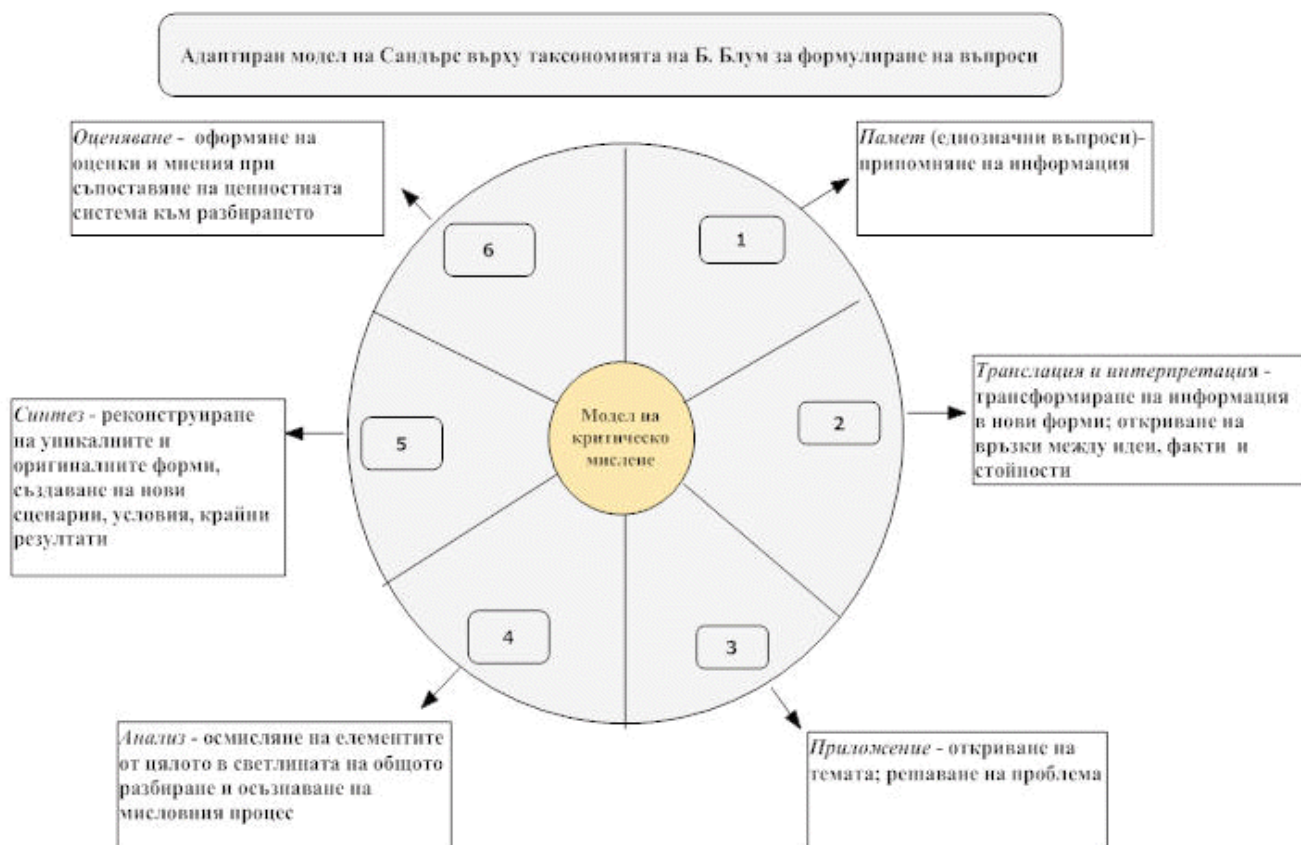 Адаптиран модел на Сандърс върху таксономията на Б. Блум за формулиране на въпроси
Оценяване - оформяне на
оценки и мнения при
съпоставяне на ценностната
система към разбирането
Памет (еднозначни въпроси)-
припомняне на информация
6
1
Транслация и интерпретация -
трансформиране на информация
в нови форми; откриване на
връзки между идеи, факти и
стойности
2
Модел на
критическо
мислене
Синтез - реконструиране
на уникалните и
оригиналните форми,
създаване на нови
сценарии, условия, крайни
резултати
5
4
3
Анализ - осмисляне на елементите
от цялото в светлината на общото
разбиране и осъзнаване на
мисловния процес
Приложение - откриване на
темата; решаване на проблема